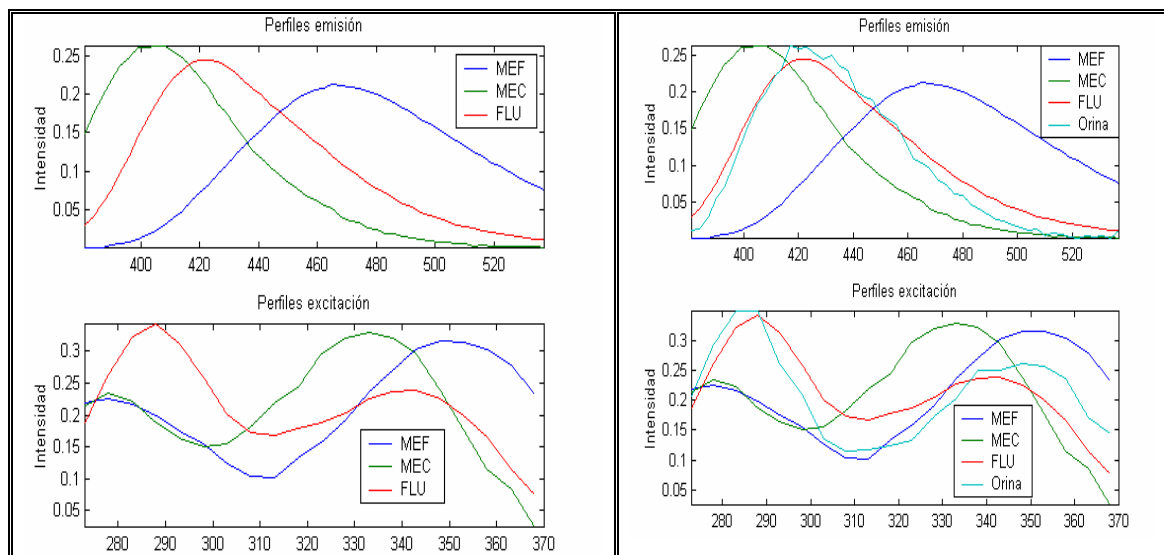 Perfiles emisión
Intensidad
0.25
0.2
0.15
0.1
0.05
400 420 440 460 480 500 520
MEF
MEC
FLU
Perfiles excitación
Intensidad
0.3
0.25
0.2
0.15
0.1
0.05
280 290 300 310 320 330 340 350 360 370
MEF
MEC
FLU
Perfiles emisión
Intensidad
0.25
0.2
0.15
0.1
0.05
400 420 440 460 480 500 520
MEF
MEC
FLU
Orina
Perfiles excitación
Intensidad
0.3
0.25
0.2
0.15
0.1
0.05
280 290 300 310 320 330 340 350 360 370
MEF
MEC
FLU
Orina